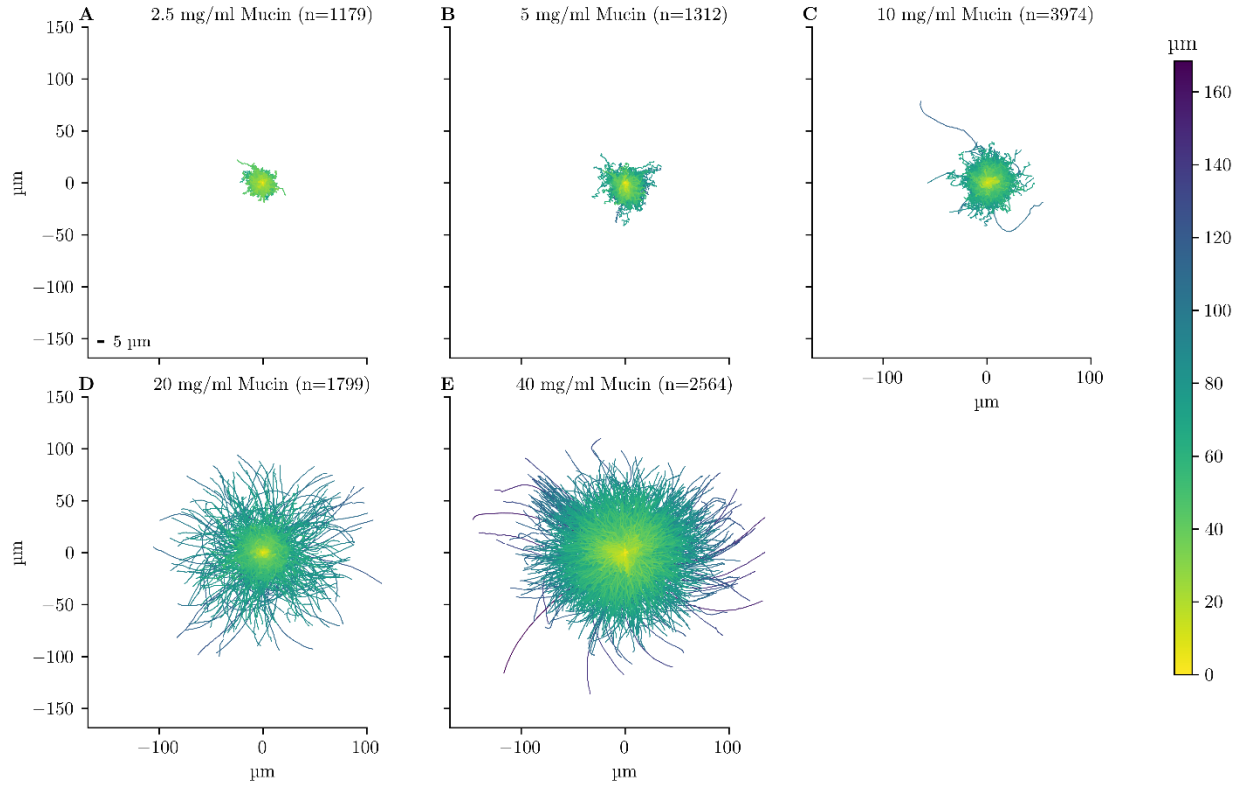 A 2.5 mg/ml Mucin (n=1179)
B 5 mg/ml Mucin (n=1312)
C 10 mg/ml Mucin (n=3974)
µm
150
100
50
0
−50
−100
−150
µm
5 µm
−100 0 100
µm
160
140
120
100
80
60
40
20
0
D 20 mg/ml Mucin (n=1799)
E 40 mg/ml Mucin (n=2564)
150
100
50
0
−50
−100
−150
µm
−100 0 100
µm
−100 0 100
µm